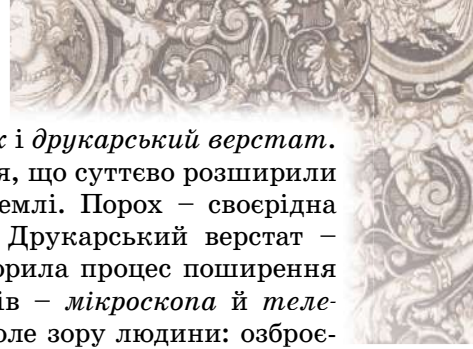 к і друкарський верстат.
я, що суттєво розширили
емлі. Порох – своєрідна
Друкарський верстат –
орила процес поширення
ів – мікроскопа й теле-
оле зору людини: озброє-